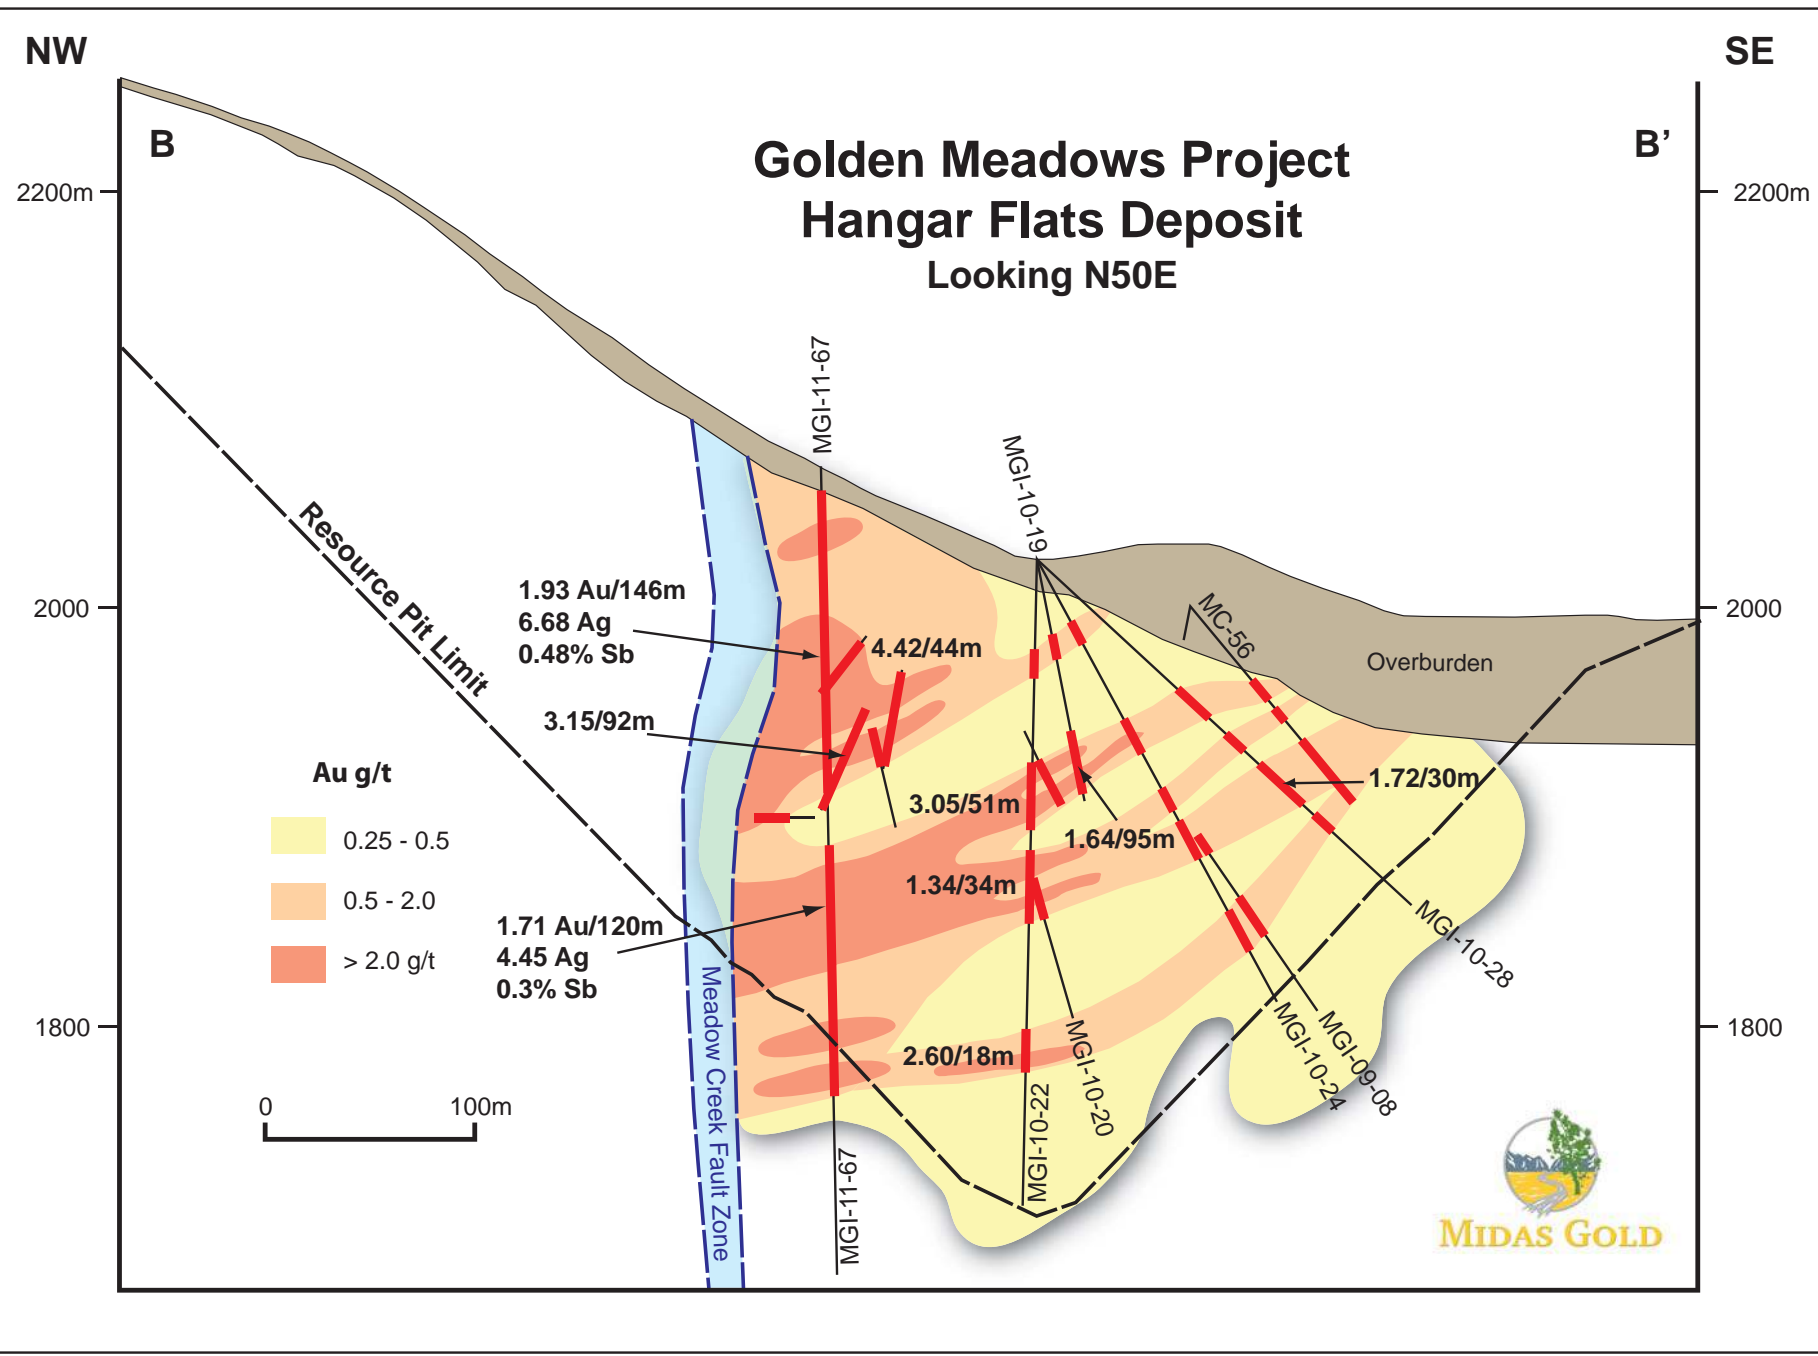 NW
SE
B
B’
Golden Meadows Project
Hangar Flats Deposit
Looking N50E
2200m
2200m
MGI-11-67
MGI-10-19
Resource Pit Limit
1.93 Au/146m
6.68 Ag
0.48% Sb
4.42/44m
MC-56
2000
2000
Overburden
3.15/92m
Au g/t
0.25 - 0.5
0.5 - 2.0
> 2.0 g/t
3.05/51m
1.72/30m
1.64/95m
1.34/34m
1.71 Au/120m
4.45 Ag
0.3% Sb
MGI-10-28
1800
1800
2.60/18m
Meadow Creek Fault Zone
MGI-10-20
MGI-10-24
MGI-09-08
MGI-10-22
MGI-11-67
0
100m
MIDAS GOLD